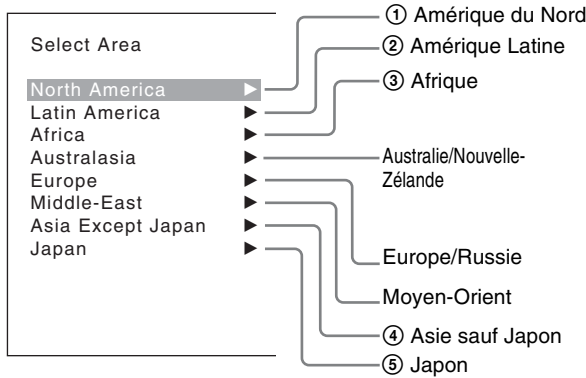 Select Area
North America ►
Latin America ►
Africa ►
Australasia ►
Europe ►
Middle-East ►
Asia Except Japan ►
Japan ►
① Amérique du Nord
② Amérique Latine
③ Afrique
Australie/Nouvelle-
Zélande
Europe/Russie
Moyen-Orient
④ Asie sauf Japon
⑤ Japon